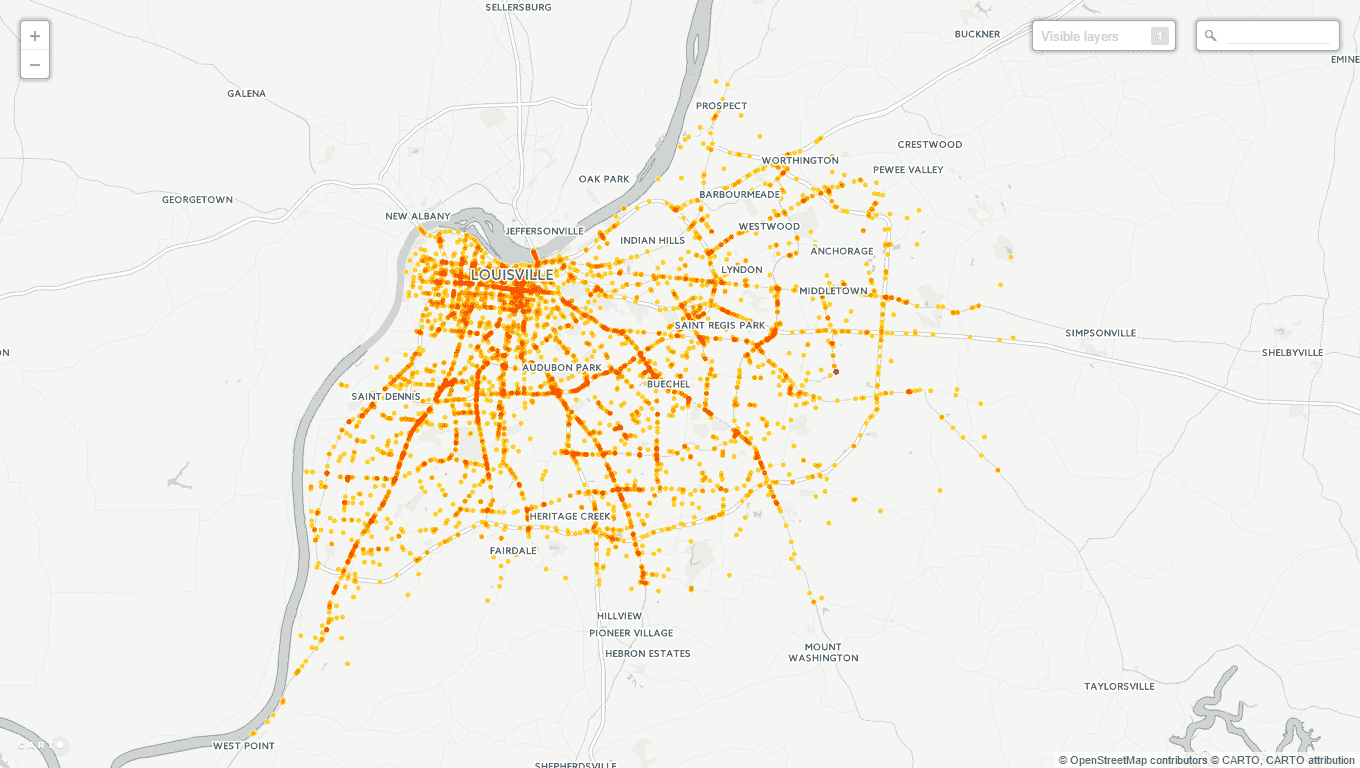 SELLERSBURG
BUCKNER
Visible layers 1
EMINE
GALENA
PROSPECT
CRESTWOOD
WORTHINGTON
PEWEE VALLEY
OAK PARK
GEORGETOWN
BARBOURMEADE
NEW ALBANY
JEFFERSONVILLE
WESTWOOD
INDIAN HILLS
ANCHORAGE
LOUISVILLE
LYNDON
MIDDLETOWN
SAINT REGIS PARK
SIMPSONVILLE
ON
SHELBYVILLE
AUDUBON PARK
BUECHEL
SAINT DENNIS
HERITAGE CREEK
FAIRDALE
HILLVIEW
PIONEER VILLAGE
HEBRON ESTATES
MOUNT
WASHINGTON
TAYLORSVILLE
WEST POINT
CARTO
SHEPHERDSVILLE
© OpenStreetMap contributors © CARTO, CARTO attribution